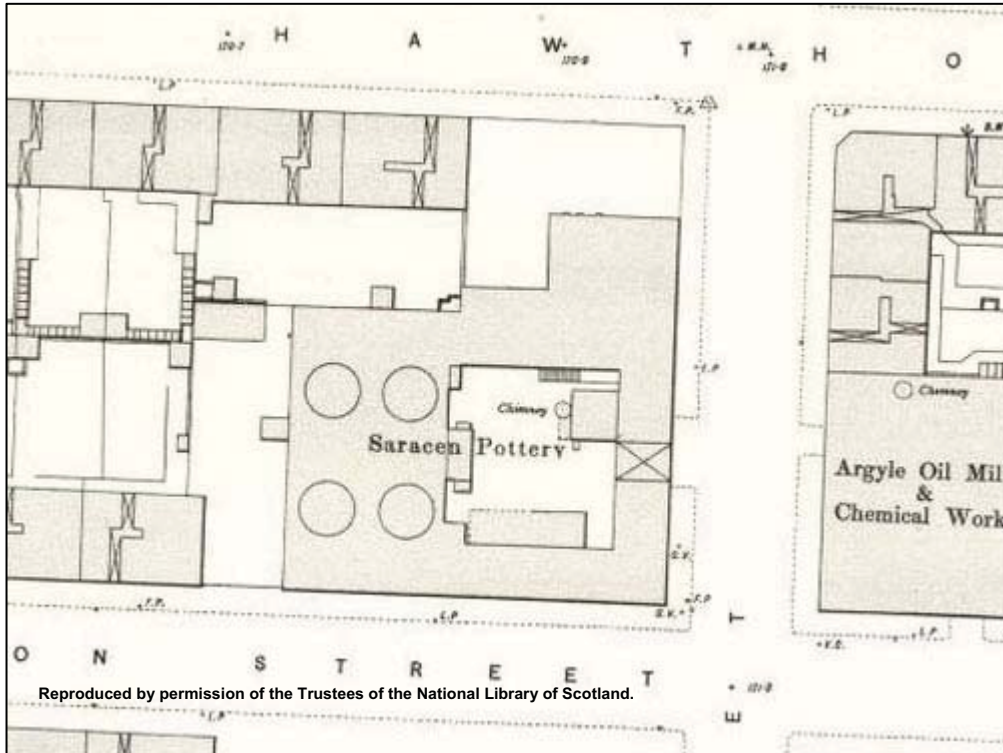 H A W T H O
L.P.
M.M.
F.P.
L.P.
B.M.
Chimney
Saracen Pottery
L.P
Chimney
Argyle Oil Mil
&
Chemical Work
G.V.
F.P.
L.P.
G.V.
F.P
V.C.
L.P.
T
O N S T R E E T
Reproduced by permission of the Trustees of the National Library of Scotland.
L.P
E